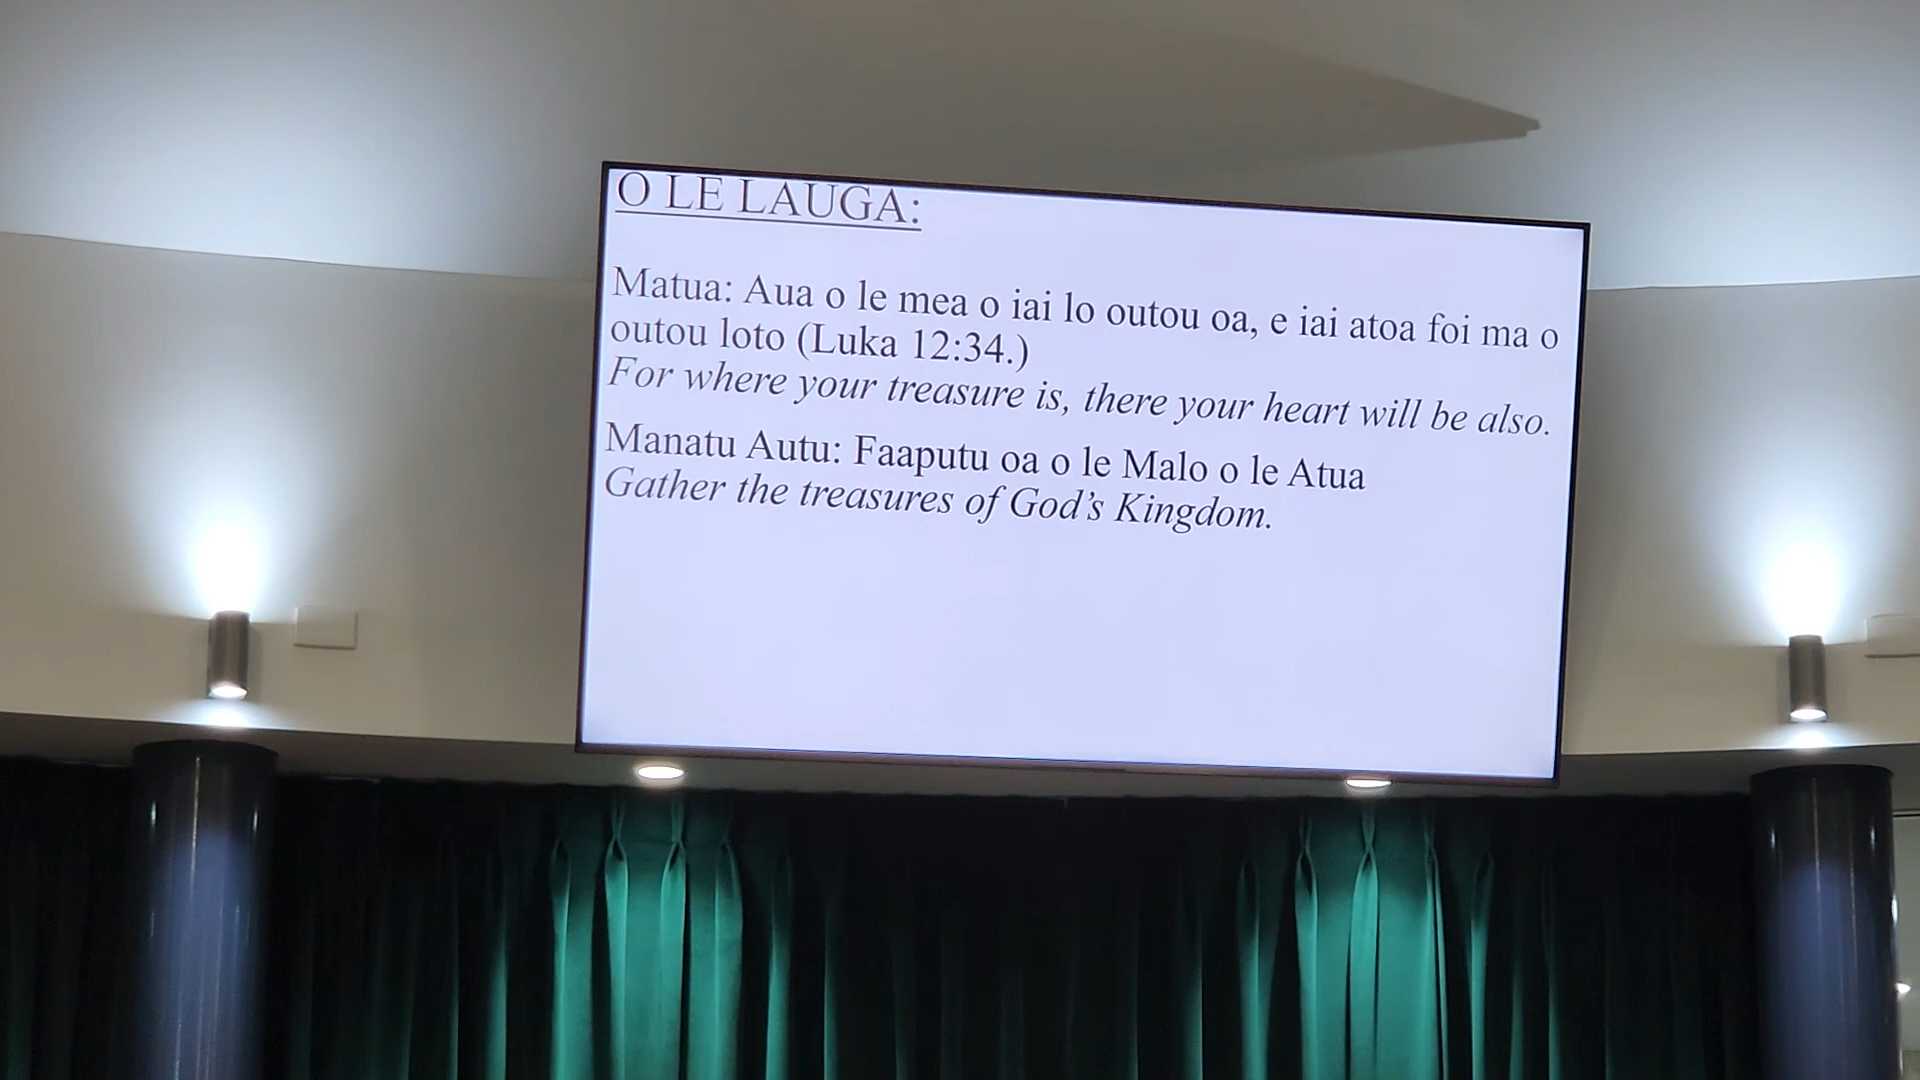 O LE LAUGA:
Matua: Aua o le mea o iai lo outou oa, e iai atoa foi ma o
outou loto (Luka 12:34.)
For where your treasure is, there your heart will be also.
Manatu Autu: Faaputu oa o le Malo o le Atua
Gather the treasures of God’s Kingdom.